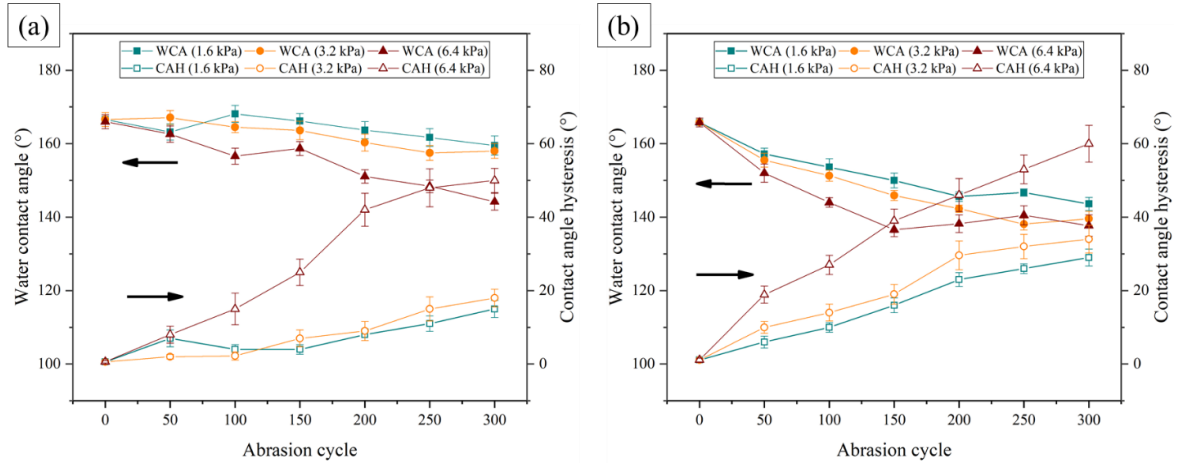 (a)
WCA (1.6 kPa) WCA (3.2 kPa) WCA (6.4 kPa)
CAH (1.6 kPa) CAH (3.2 kPa) CAH (6.4 kPa)
Water contact angle (°)
180
160
140
120
100
80
60
40
20
0
Contact angle hysteresis (°)
0 50 100 150 200 250 300
Abrasion cycle
(b)
WCA (1.6 kPa) WCA (3.2 kPa) WCA (6.4 kPa)
CAH (1.6 kPa) CAH (3.2 kPa) CAH (6.4 kPa)
Water contact angle (°)
180
160
140
120
100
80
60
40
20
0
Contact angle hysteresis (°)
0 50 100 150 200 250 300
Abrasion cycle